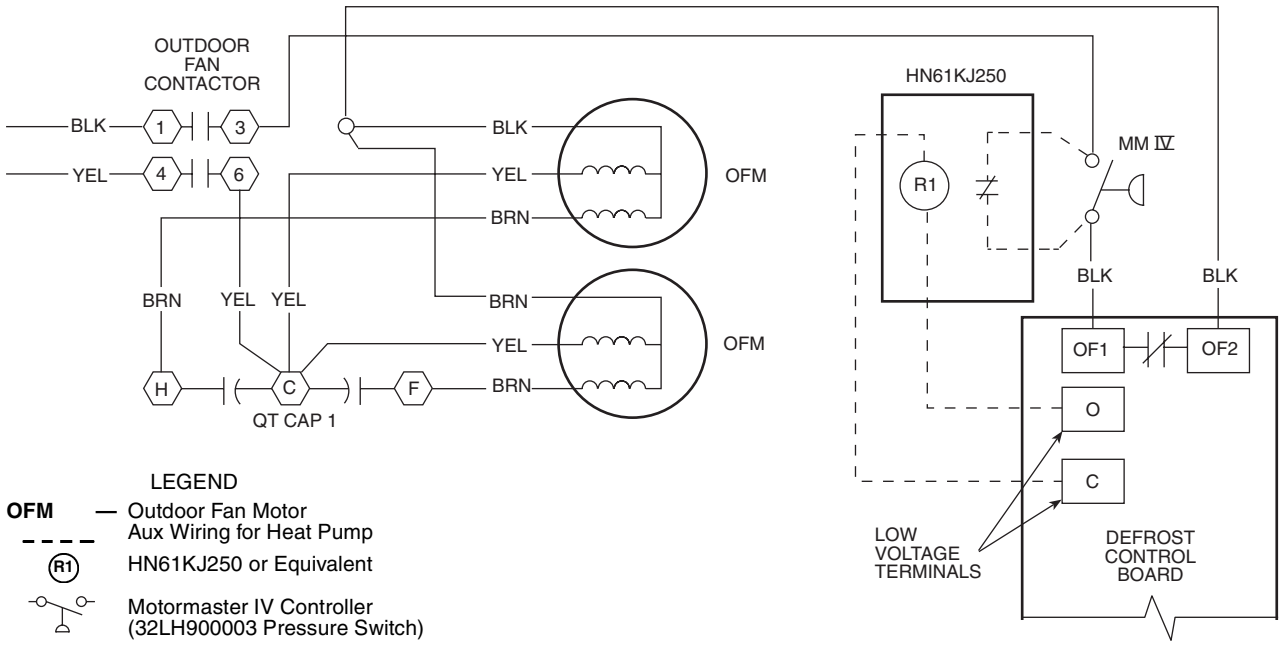 OUTDOOR
FAN
CONTACTOR
BLK
1
3
YEL
4
6
BLK
YEL
BRN
OFM
BRN
YEL
YEL
BRN
YEL
BRN
OFM
H
C
F
QT CAP 1
HN61KJ250
R1
MM IV
BLK
BLK
OF1
OF2
O
C
LOW
VOLTAGE
TERMINALS
DEFROST
CONTROL
BOARD
LEGEND
OFM — Outdoor Fan Motor
Aux Wiring for Heat Pump
R1 HN61KJ250 or Equivalent
Motormaster IV Controller
(32LH900003 Pressure Switch)